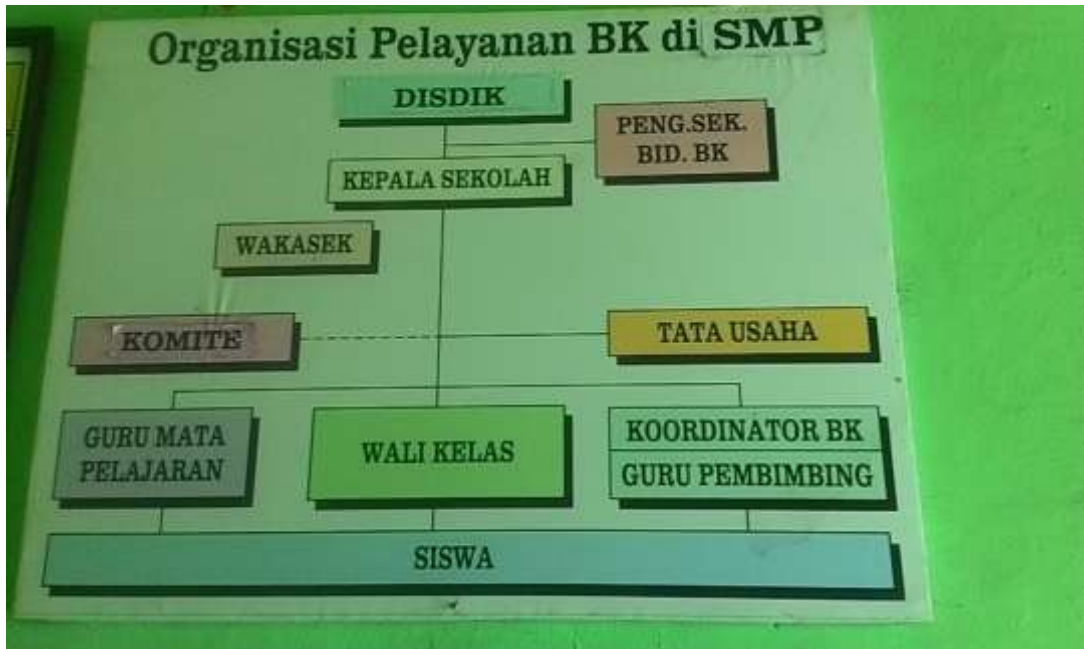 Organisasi Pelayanan BK di SMP
DISDIK
PENG.SEK.
BID. BK
KEPALA SEKOLAH
WAKASEK
KOMITE
TATA USAHA
GURU MATA
PELAJARAN
WALI KELAS
KOORDINATOR BK
GURU PEMBIMBING
SISWA